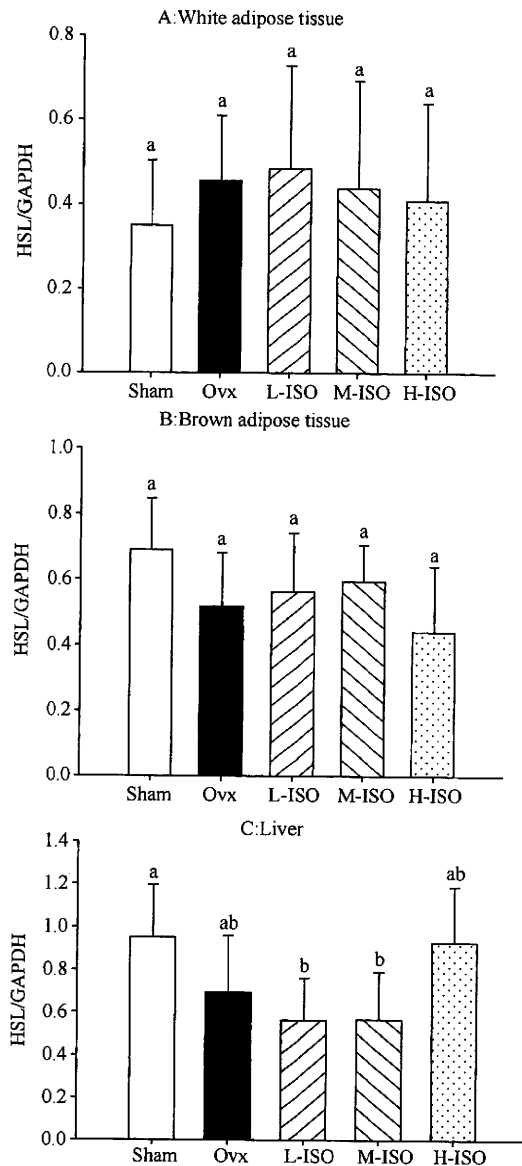 A:White adipose tissue
0.8
0.6
0.4
0.2
0.0
HSL/GAPDH
a a a a a
Sham Ovx L-ISO M-ISO H-ISO
B:Brown adipose tissue
1.0
0.8
0.6
0.4
0.2
0.0
HSL/GAPDH
a a a a a
Sham Ovx L-ISO M-ISO H-ISO
C:Liver
1.4
1.2
1.0
0.8
0.6
0.4
0.2
0.0
HSL/GAPDH
a ab b b ab
Sham Ovx L-ISO M-ISO H-ISO